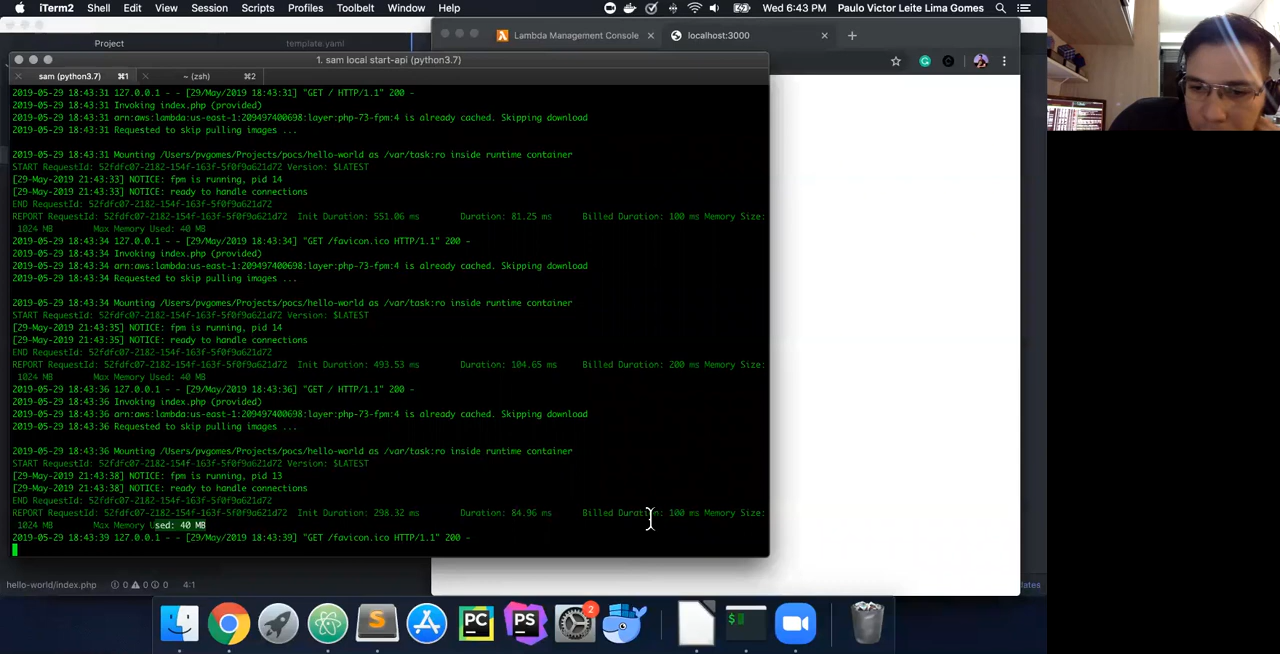 iTerm2 Shell Edit View Session Scripts Profiles Toolbelt Window Help Wed 6:43 PM Paulo Victor Leite Lima Gomes
Project template.yaml
Lambda Management Console localhost:3000
1. sam local start-api (python3.7)
sam (python3.7) ⌘1 ~ (zsh) ⌘2
2019-05-29 18:43:31 127.0.0.1 - - [29/May/2019 18:43:31] "GET / HTTP/1.1" 200 -
2019-05-29 18:43:31 Invoking index.php (provided)
2019-05-29 18:43:31 arn:aws:lambda:us-east-1:209497400698:layer:php-73-fpm:4 is already cached. Skipping download
2019-05-29 18:43:31 Requested to skip pulling images ...
2019-05-29 18:43:31 Mounting /Users/pvgomes/Projects/pocs/hello-world as /var/task:ro inside runtime container
START RequestId: 52fdfc07-2182-154f-163f-5f0f9a621d72 Version: $LATEST
[29-May-2019 21:43:33] NOTICE: fpm is running, pid 14
[29-May-2019 21:43:33] NOTICE: ready to handle connections
END RequestId: 52fdfc07-2182-154f-163f-5f0f9a621d72
REPORT RequestId: 52fdfc07-2182-154f-163f-5f0f9a621d72 Init Duration: 551.06 ms Duration: 81.25 ms Billed Duration: 100 ms Memory Size:
1024 MB Max Memory Used: 40 MB
2019-05-29 18:43:34 127.0.0.1 - - [29/May/2019 18:43:34] "GET /favicon.ico HTTP/1.1" 200 -
2019-05-29 18:43:34 Invoking index.php (provided)
2019-05-29 18:43:34 arn:aws:lambda:us-east-1:209497400698:layer:php-73-fpm:4 is already cached. Skipping download
2019-05-29 18:43:34 Requested to skip pulling images ...
2019-05-29 18:43:34 Mounting /Users/pvgomes/Projects/pocs/hello-world as /var/task:ro inside runtime container
START RequestId: 52fdfc07-2182-154f-163f-5f0f9a621d72 Version: $LATEST
[29-May-2019 21:43:35] NOTICE: fpm is running, pid 14
[29-May-2019 21:43:35] NOTICE: ready to handle connections
END RequestId: 52fdfc07-2182-154f-163f-5f0f9a621d72
REPORT RequestId: 52fdfc07-2182-154f-163f-5f0f9a621d72 Init Duration: 493.53 ms Duration: 104.65 ms Billed Duration: 200 ms Memory Size:
1024 MB Max Memory Used: 40 MB
2019-05-29 18:43:36 127.0.0.1 - - [29/May/2019 18:43:36] "GET / HTTP/1.1" 200 -
2019-05-29 18:43:36 Invoking index.php (provided)
2019-05-29 18:43:36 arn:aws:lambda:us-east-1:209497400698:layer:php-73-fpm:4 is already cached. Skipping download
2019-05-29 18:43:36 Requested to skip pulling images ...
2019-05-29 18:43:36 Mounting /Users/pvgomes/Projects/pocs/hello-world as /var/task:ro inside runtime container
START RequestId: 52fdfc07-2182-154f-163f-5f0f9a621d72 Version: $LATEST
[29-May-2019 21:43:38] NOTICE: fpm is running, pid 13
[29-May-2019 21:43:38] NOTICE: ready to handle connections
END RequestId: 52fdfc07-2182-154f-163f-5f0f9a621d72
REPORT RequestId: 52fdfc07-2182-154f-163f-5f0f9a621d72 Init Duration: 298.32 ms Duration: 84.96 ms Billed Duration: 100 ms Memory Size:
1024 MB Max Memory Used: 40 MB
2019-05-29 18:43:39 127.0.0.1 - - [29/May/2019 18:43:39] "GET /favicon.ico HTTP/1.1" 200 -
hello-world/index.php 0 0 0 4:1 ates
PC PS 2